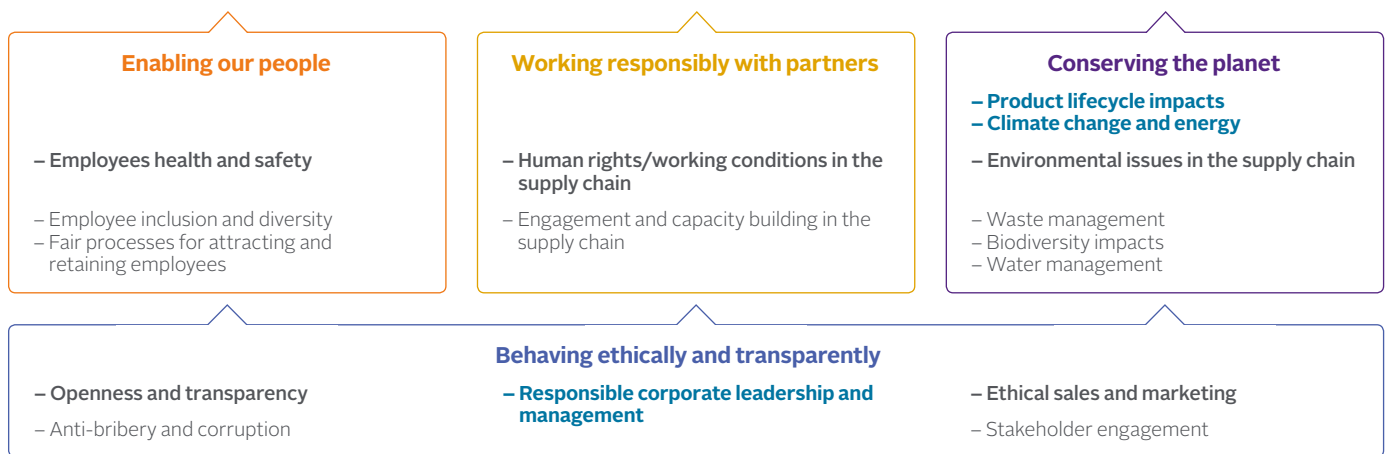 Enabling our people
– Employees health and safety
– Employee inclusion and diversity
– Fair processes for attracting and
retaining employees
Working responsibly with partners
– Human rights/working conditions in the
supply chain
– Engagement and capacity building in the
supply chain
Conserving the planet
– Product lifecycle impacts
– Climate change and energy
– Environmental issues in the supply chain
– Waste management
– Biodiversity impacts
– Water management
Behaving ethically and transparently
– Openness and transparency
– Anti-bribery and corruption
– Responsible corporate leadership and
management
– Ethical sales and marketing
– Stakeholder engagement